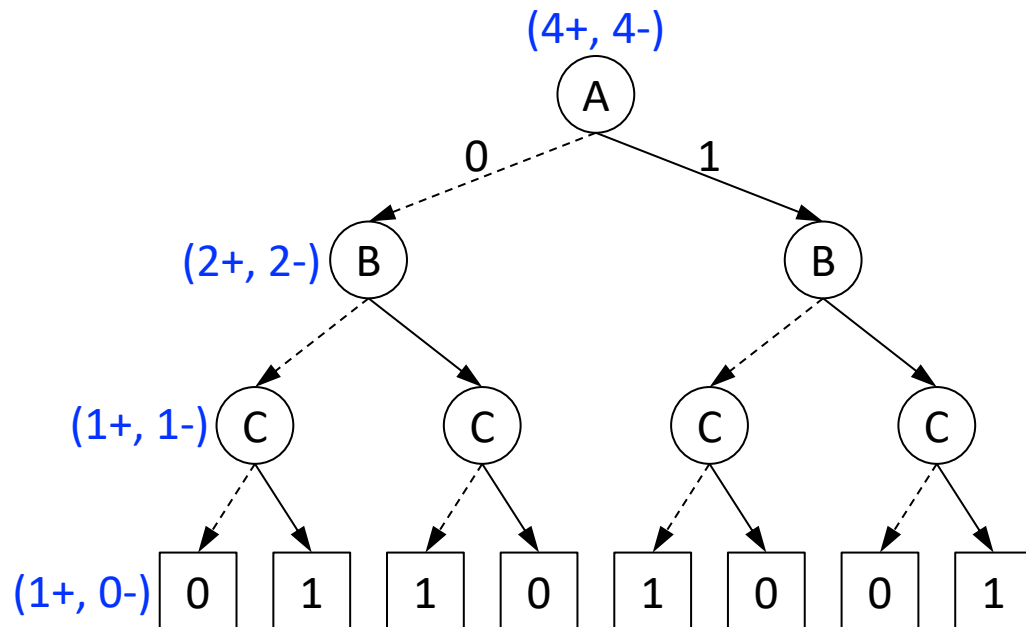 (4+, 4-)
A
0 1
(2+, 2-) B B
(1+, 1-) C C C C
(1+, 0-) 0 1 1 0 1 0 0 1